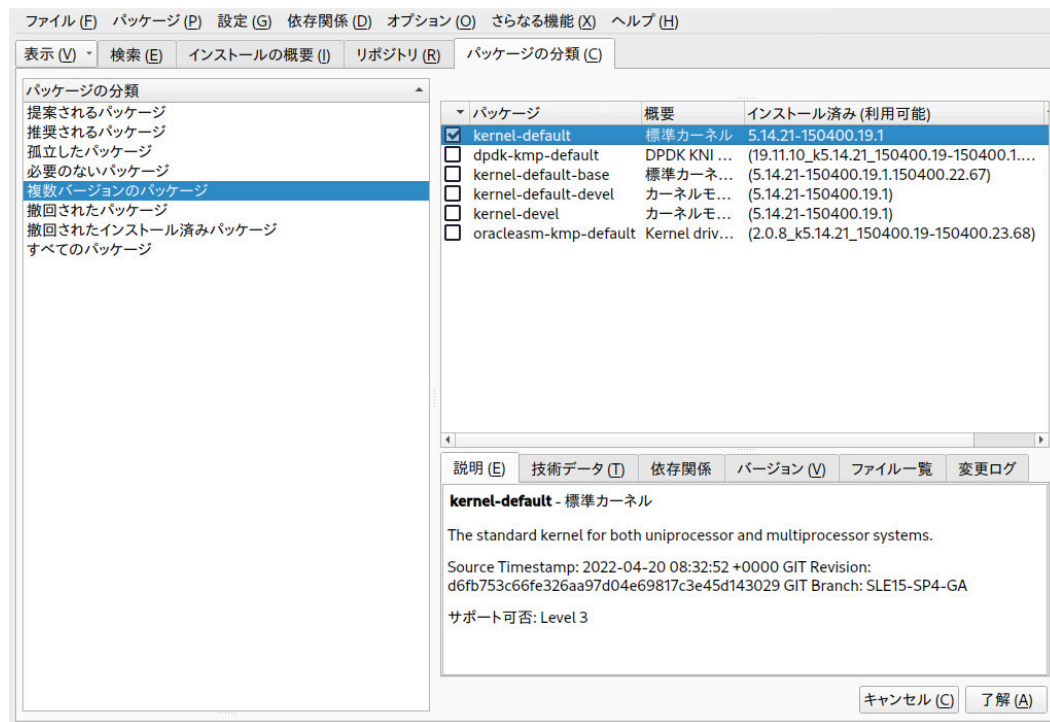 ファイル (F) パッケージ (P) 設定 (G) 依存関係 (D) オプション (O) さらなる機能 (X) ヘルプ (H)
表示 (V) 検索 (E) インストールの概要 (I) リポジトリ (R) パッケージの分類 (C)
パッケージの分類
提案されるパッケージ
推奨されるパッケージ
孤立したパッケージ
必要のないパッケージ
複数バージョンのパッケージ
撤回されたパッケージ
撤回されたインストール済みパッケージ
すべてのパッケージ
パッケージ 概要 インストール済み (利用可能)
kernel-default 標準カーネル 5.14.21-150400.19.1
dpdk-kmp-default DPDK KNI ... (19.11.10_k5.14.21_150400.19-150400.1....
kernel-default-base 標準カーネ... (5.14.21-150400.19.1.150400.22.67)
kernel-default-devel カーネルモ... (5.14.21-150400.19.1)
kernel-devel カーネルモ... (5.14.21-150400.19.1)
oracleasm-kmp-default Kernel driv... (2.0.8_k5.14.21_150400.19-150400.23.68)
説明 (E) 技術データ (T) 依存関係 バージョン (V) ファイル一覧 変更ログ
kernel-default - 標準カーネル
The standard kernel for both uniprocessor and multiprocessor systems.
Source Timestamp: 2022-04-20 08:32:52 +0000 GIT Revision:
d6fb753c66fe326aa97d04e69817c3e45d143029 GIT Branch: SLE15-SP4-GA
サポート可否: Level 3
キャンセル (C) 了解 (A)